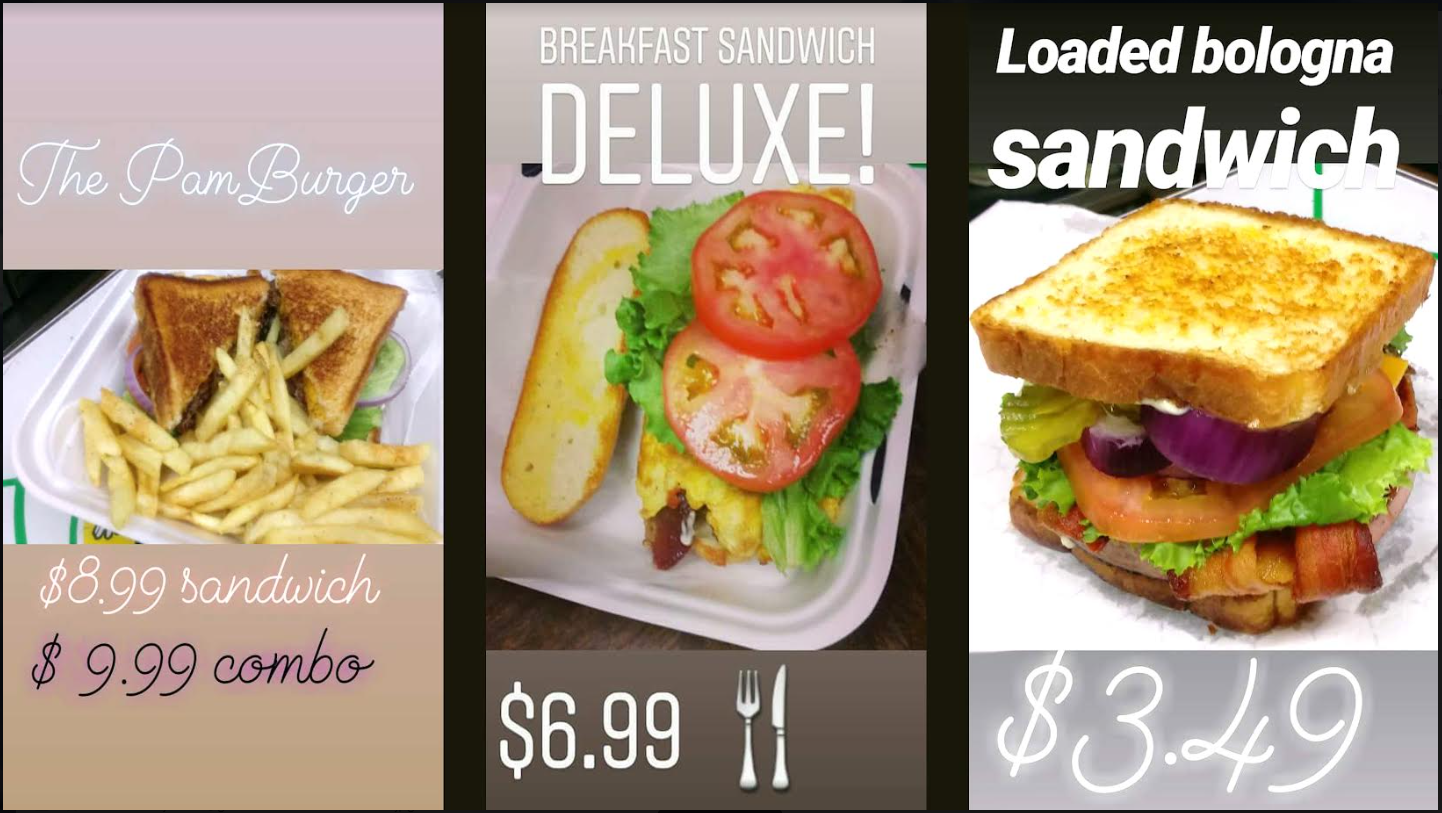 The PamBurger
$8.99 sandwich
$ 9.99 combo
BREAKFAST SANDWICH
DELUXE!
$6.99
Loaded bologna
sandwich
$3.49